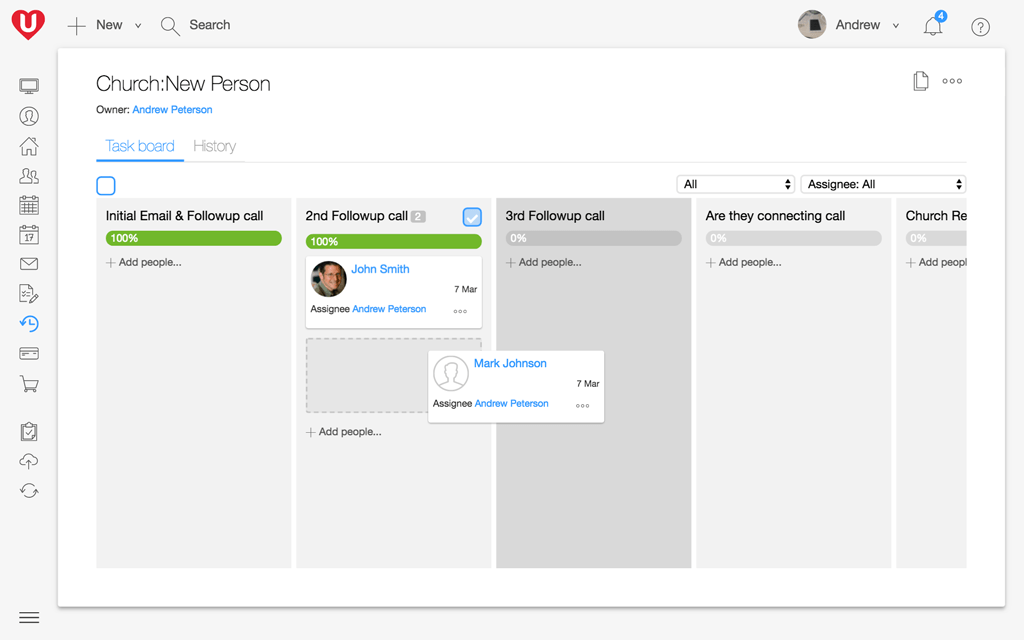 U
New
Search
Andrew
4
?
Church:New Person
Owner: Andrew Peterson
Task board
History
All
Assignee: All
Initial Email & Followup call
100%
Add people...
2nd Followup call 2
100%
John Smith
7 Mar
Assignee Andrew Peterson
Add people...
Mark Johnson
7 Mar
Assignee Andrew Peterson
3rd Followup call
0%
Add people...
Are they connecting call
0%
Add people...
Church Re
0%
Add peopl
17